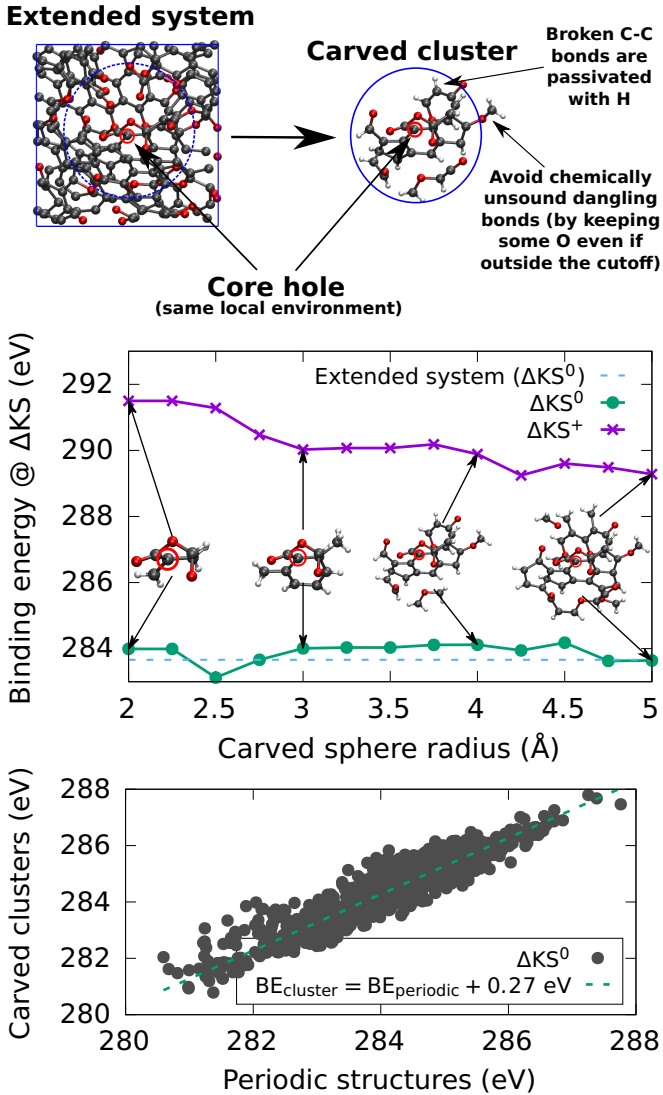 Extended system
Carved cluster
Broken C-C
bonds are
passivated
with H
Avoid chemically
unsound dangling
bonds (by keeping
some O even if
outside the cutoff)
Core hole
(same local environment)
Binding energy @ ΔKS (eV)
292
290
288
286
284
Extended system (ΔKS⁰)
ΔKS⁰
ΔKS⁺
2
2.5
3
3.5
4
4.5
5
Carved sphere radius (Å)
Carved clusters (eV)
288
286
284
282
280
ΔKS⁰
BE_cluster = BE_periodic + 0.27 eV
280
282
284
286
288
Periodic structures (eV)